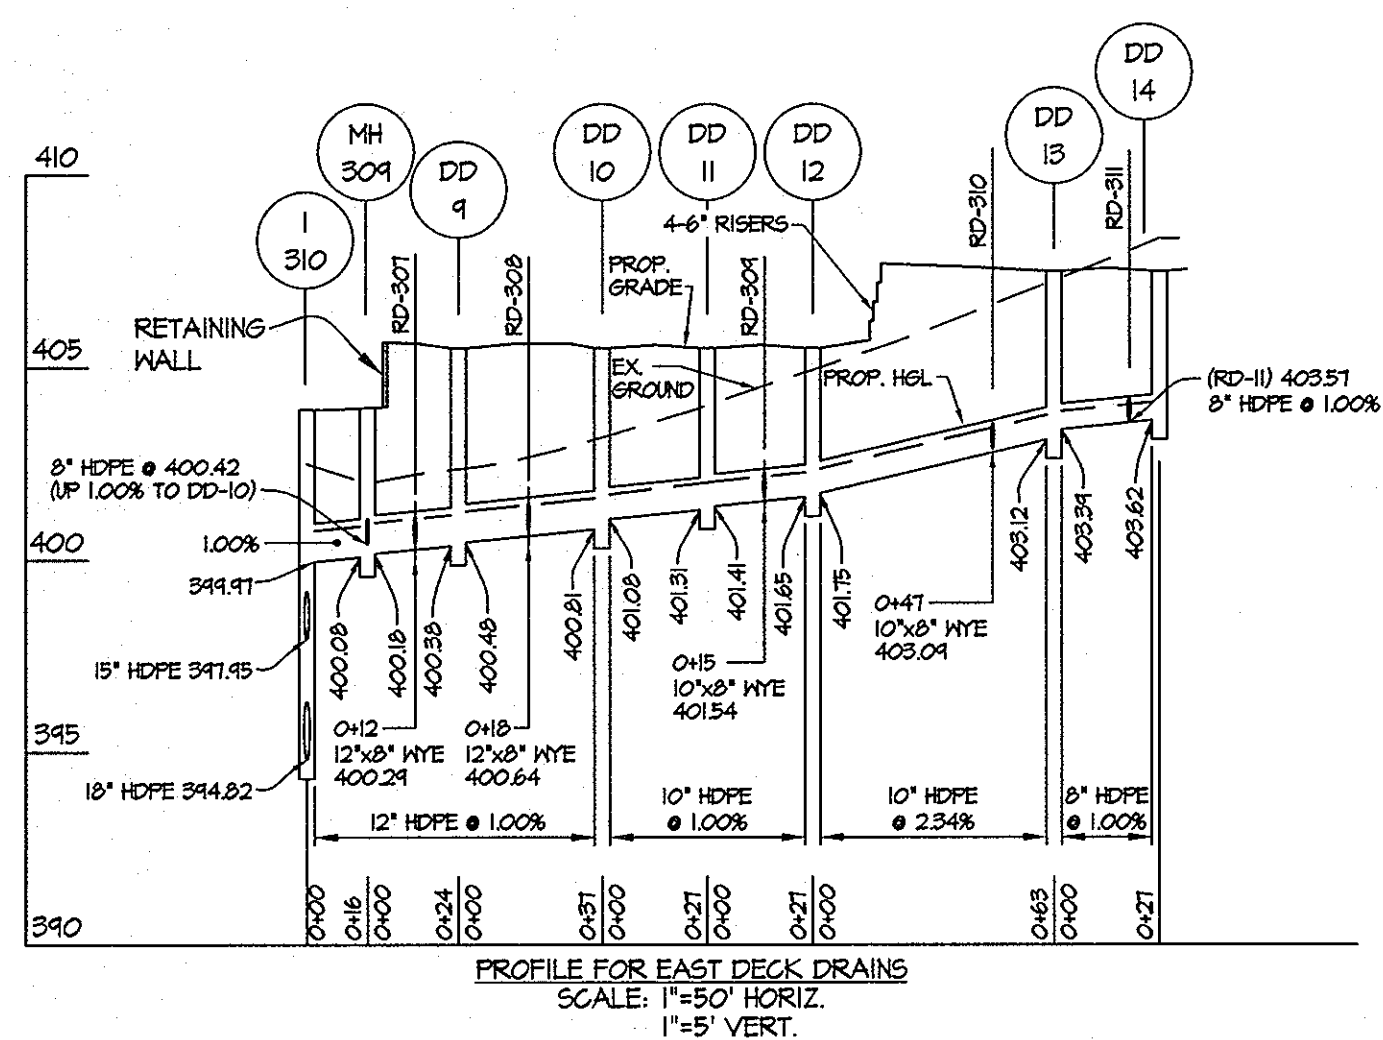 DD
14
DD
13
MH
309
DD
9
DD
10
DD
11
DD
12
I
310
410
405
400
395
390
RD-307
RD-308
RD-309
RD-310
RD-311
4-6" RISERS
PROP.
GRADE
RETAINING
WALL
EX.
GROUND
PROP. HGL
(RD-11) 403.57
8" HDPE @ 1.00%
8" HDPE @ 400.42
(UP 1.00% TO DD-10)
1.00%
399.97
15" HDPE 397.95
18" HDPE 394.82
400.08
400.18
400.38
400.48
400.81
401.08
401.31
401.41
401.65
401.75
403.12
403.39
403.62
0+12
12"x8" WYE
400.29
0+18
12"x8" WYE
400.64
0+15
10"x8" WYE
401.54
0+47
10"x8" WYE
403.09
12" HDPE @ 1.00%
10" HDPE
@ 1.00%
10" HDPE
@ 2.34%
8" HDPE
@ 1.00%
0+00
0+16
0+00
0+24
0+00
0+37
0+00
0+27
0+00
0+27
0+00
0+63
0+00
0+27
PROFILE FOR EAST DECK DRAINS
SCALE: 1"=50' HORIZ.
1"=5' VERT.